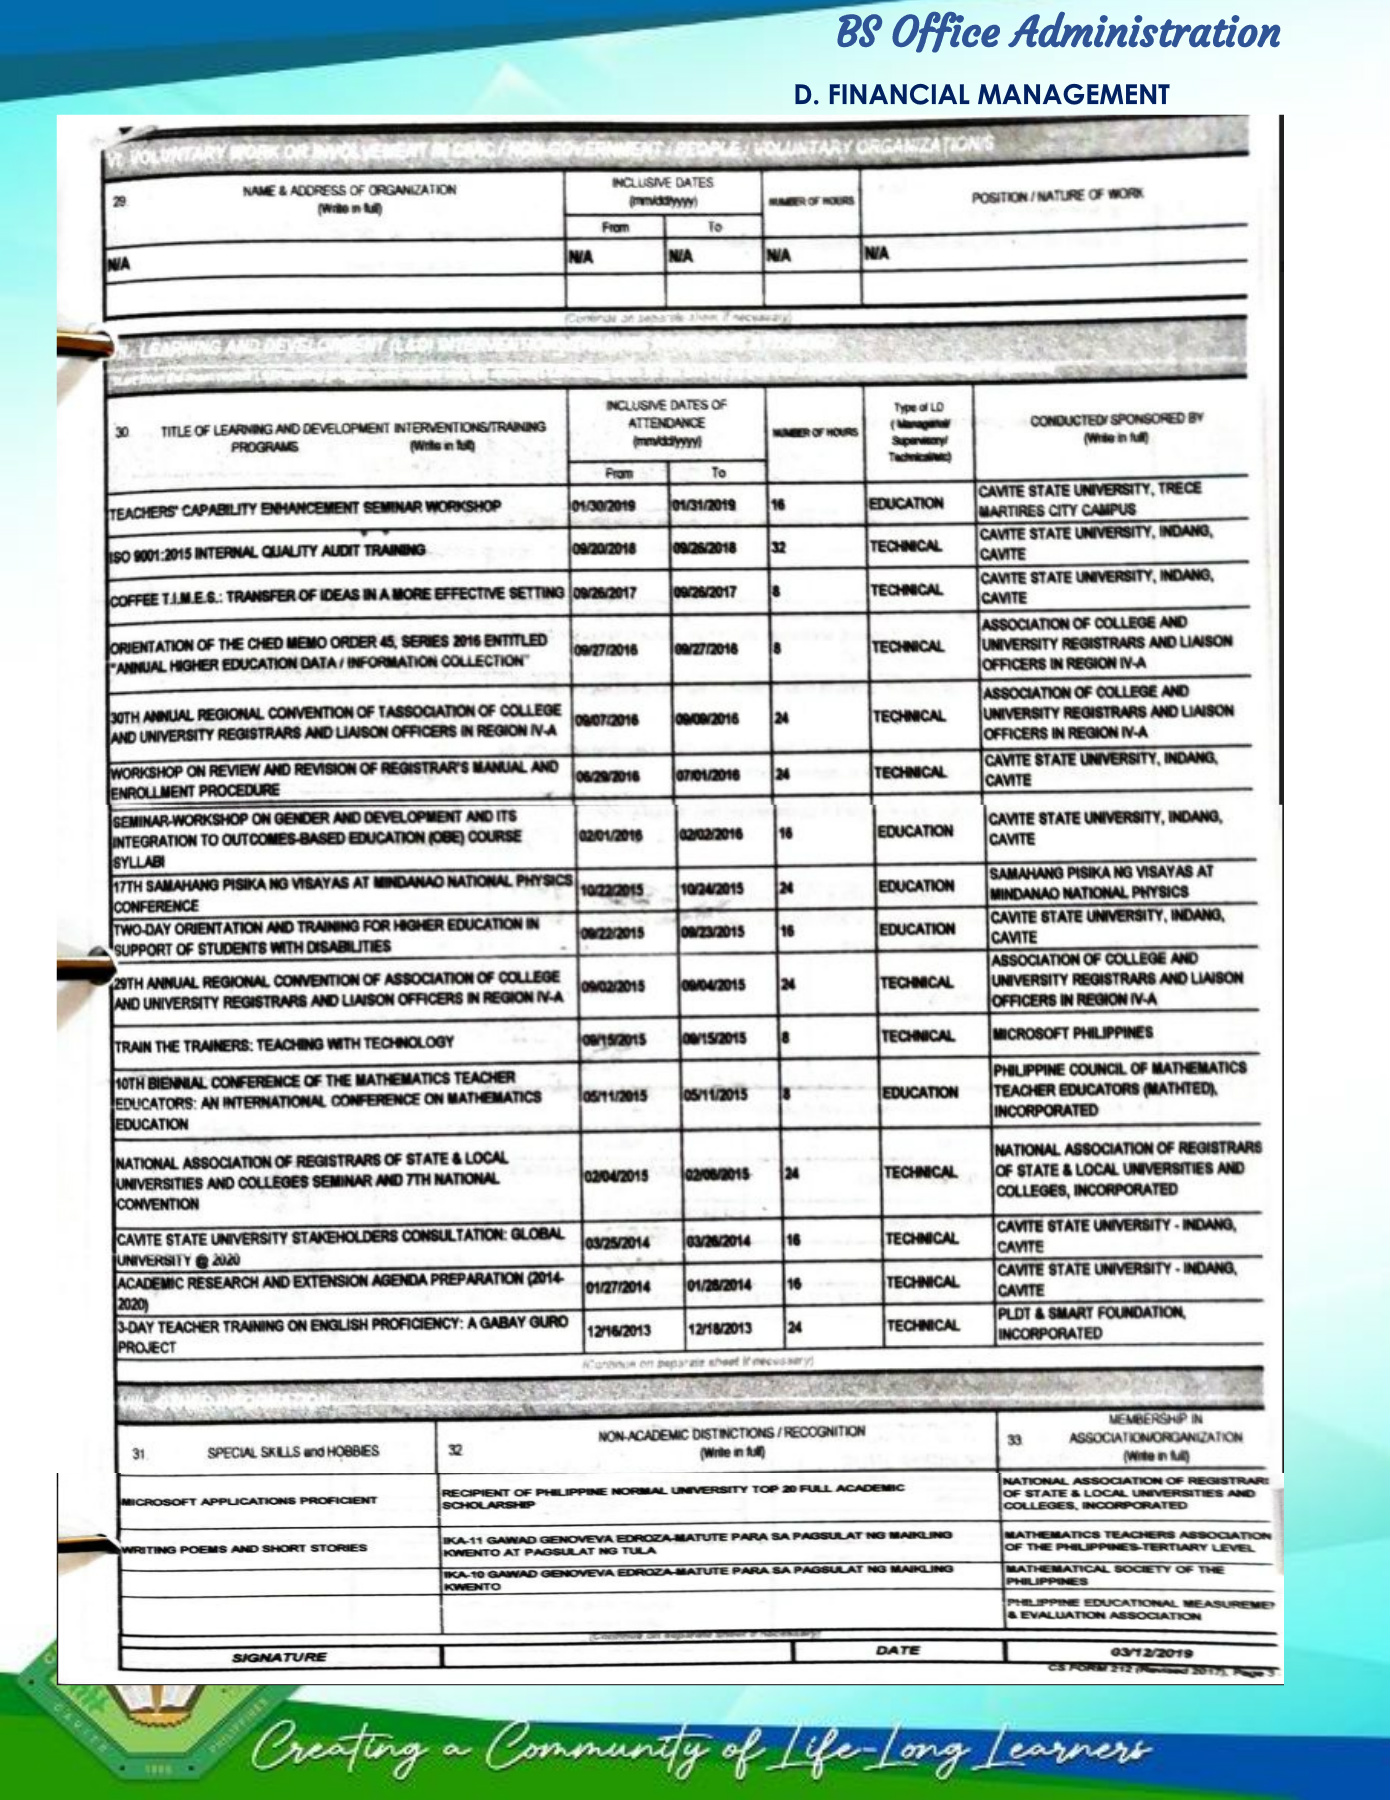 BS Office Administration
D. FINANCIAL MANAGEMENT
VI. VOLUNTARY WORK OR INVOLVEMENT IN CIVIC / NON-GOVERNMENT / PEOPLE / VOLUNTARY ORGANIZATION/S
29. NAME & ADDRESS OF ORGANIZATION
(Write in full)
INCLUSIVE DATES
(mm/dd/yyyy)
From To
NUMBER OF HOURS
POSITION / NATURE OF WORK
N/A N/A N/A N/A N/A
(Continue on separate sheet if necessary)
LEARNING AND DEVELOPMENT (L&D) INTERVENTIONS
30. TITLE OF LEARNING AND DEVELOPMENT INTERVENTIONS/TRAINING
PROGRAMS (Write in full)
INCLUSIVE DATES OF
ATTENDANCE
(mm/dd/yyyy)
From To
NUMBER OF HOURS
Type of LD
( Managerial/
Supervisory/
Technical/etc)
CONDUCTED/ SPONSORED BY
(Write in full)
TEACHERS' CAPABILITY ENHANCEMENT SEMINAR WORKSHOP 01/30/2019 01/31/2019 16 EDUCATION CAVITE STATE UNIVERSITY, TRECE
MARTIRES CITY CAMPUS
ISO 9001:2015 INTERNAL QUALITY AUDIT TRAINING 09/20/2018 09/26/2018 32 TECHNICAL CAVITE STATE UNIVERSITY, INDANG,
CAVITE
COFFEE T.I.M.E.S.: TRANSFER OF IDEAS IN A MORE EFFECTIVE SETTING 09/26/2017 09/26/2017 8 TECHNICAL CAVITE STATE UNIVERSITY, INDANG,
CAVITE
ORIENTATION OF THE CHED MEMO ORDER 45, SERIES 2016 ENTITLED
"ANNUAL HIGHER EDUCATION DATA / INFORMATION COLLECTION"
09/27/2016 09/27/2016 8 TECHNICAL
ASSOCIATION OF COLLEGE AND
UNIVERSITY REGISTRARS AND LIAISON
OFFICERS IN REGION IV-A
30TH ANNUAL REGIONAL CONVENTION OF TASSOCIATION OF COLLEGE
AND UNIVERSITY REGISTRARS AND LIAISON OFFICERS IN REGION IV-A
09/07/2016 09/09/2016 24 TECHNICAL
ASSOCIATION OF COLLEGE AND
UNIVERSITY REGISTRARS AND LIAISON
OFFICERS IN REGION IV-A
WORKSHOP ON REVIEW AND REVISION OF REGISTRAR'S MANUAL AND
ENROLLMENT PROCEDURE
06/29/2016 07/01/2016 24 TECHNICAL
CAVITE STATE UNIVERSITY, INDANG,
CAVITE
SEMINAR-WORKSHOP ON GENDER AND DEVELOPMENT AND ITS
INTEGRATION TO OUTCOMES-BASED EDUCATION (OBE) COURSE
SYLLABI
02/01/2016 02/02/2016 16 EDUCATION
CAVITE STATE UNIVERSITY, INDANG,
CAVITE
17TH SAMAHANG PISIKA NG VISAYAS AT MINDANAO NATIONAL PHYSICS
CONFERENCE
10/22/2015 10/24/2015 24 EDUCATION
SAMAHANG PISIKA NG VISAYAS AT
MINDANAO NATIONAL PHYSICS
TWO-DAY ORIENTATION AND TRAINING FOR HIGHER EDUCATION IN
SUPPORT OF STUDENTS WITH DISABILITIES
09/22/2015 09/23/2015 16 EDUCATION
CAVITE STATE UNIVERSITY, INDANG,
CAVITE
29TH ANNUAL REGIONAL CONVENTION OF ASSOCIATION OF COLLEGE
AND UNIVERSITY REGISTRARS AND LIAISON OFFICERS IN REGION IV-A
09/02/2015 09/04/2015 24 TECHNICAL
ASSOCIATION OF COLLEGE AND
UNIVERSITY REGISTRARS AND LIAISON
OFFICERS IN REGION IV-A
TRAIN THE TRAINERS: TEACHING WITH TECHNOLOGY 09/15/2015 09/15/2015 8 TECHNICAL MICROSOFT PHILIPPINES
10TH BIENNIAL CONFERENCE OF THE MATHEMATICS TEACHER
EDUCATORS: AN INTERNATIONAL CONFERENCE ON MATHEMATICS
EDUCATION
05/11/2015 05/11/2015 8 EDUCATION
PHILIPPINE COUNCIL OF MATHEMATICS
TEACHER EDUCATORS (MATHTED),
INCORPORATED
NATIONAL ASSOCIATION OF REGISTRARS OF STATE & LOCAL
UNIVERSITIES AND COLLEGES SEMINAR AND 7TH NATIONAL
CONVENTION
02/04/2015 02/06/2015 24 TECHNICAL
NATIONAL ASSOCIATION OF REGISTRARS
OF STATE & LOCAL UNIVERSITIES AND
COLLEGES, INCORPORATED
CAVITE STATE UNIVERSITY STAKEHOLDERS CONSULTATION: GLOBAL
UNIVERSITY @ 2020
03/25/2014 03/26/2014 16 TECHNICAL
CAVITE STATE UNIVERSITY - INDANG,
CAVITE
ACADEMIC RESEARCH AND EXTENSION AGENDA PREPARATION (2014-
2020)
01/27/2014 01/28/2014 16 TECHNICAL
CAVITE STATE UNIVERSITY - INDANG,
CAVITE
3-DAY TEACHER TRAINING ON ENGLISH PROFICIENCY: A GABAY GURO
PROJECT
12/16/2013 12/18/2013 24 TECHNICAL
PLDT & SMART FOUNDATION,
INCORPORATED
(Continue on separate sheet if necessary)
31. SPECIAL SKILLS and HOBBIES
32 NON-ACADEMIC DISTINCTIONS / RECOGNITION
(Write in full)
33. MEMBERSHIP IN
ASSOCIATION/ORGANIZATION
(Write in full)
MICROSOFT APPLICATIONS PROFICIENT
RECIPIENT OF PHILIPPINE NORMAL UNIVERSITY TOP 20 FULL ACADEMIC
SCHOLARSHIP
NATIONAL ASSOCIATION OF REGISTRARS
OF STATE & LOCAL UNIVERSITIES AND
COLLEGES, INCORPORATED
WRITING POEMS AND SHORT STORIES
IKA-11 GAWAD GENOVEVA EDROZA-MATUTE PARA SA PAGSULAT NG MAIKLING
KWENTO AT PAGSULAT NG TULA
MATHEMATICS TEACHERS ASSOCIATION
OF THE PHILIPPINES-TERTIARY LEVEL
IKA-10 GAWAD GENOVEVA EDROZA-MATUTE PARA SA PAGSULAT NG MAIKLING
KWENTO
MATHEMATICAL SOCIETY OF THE
PHILIPPINES
PHILIPPINE EDUCATIONAL MEASUREME
& EVALUATION ASSOCIATION
(Continue on separate sheet if necessary)
SIGNATURE DATE 03/12/2019
CS FORM 212 (Revised 2017), Page 3
CAVITE PHILIPPINES
1906
Creating a Community of Life-Long Learners